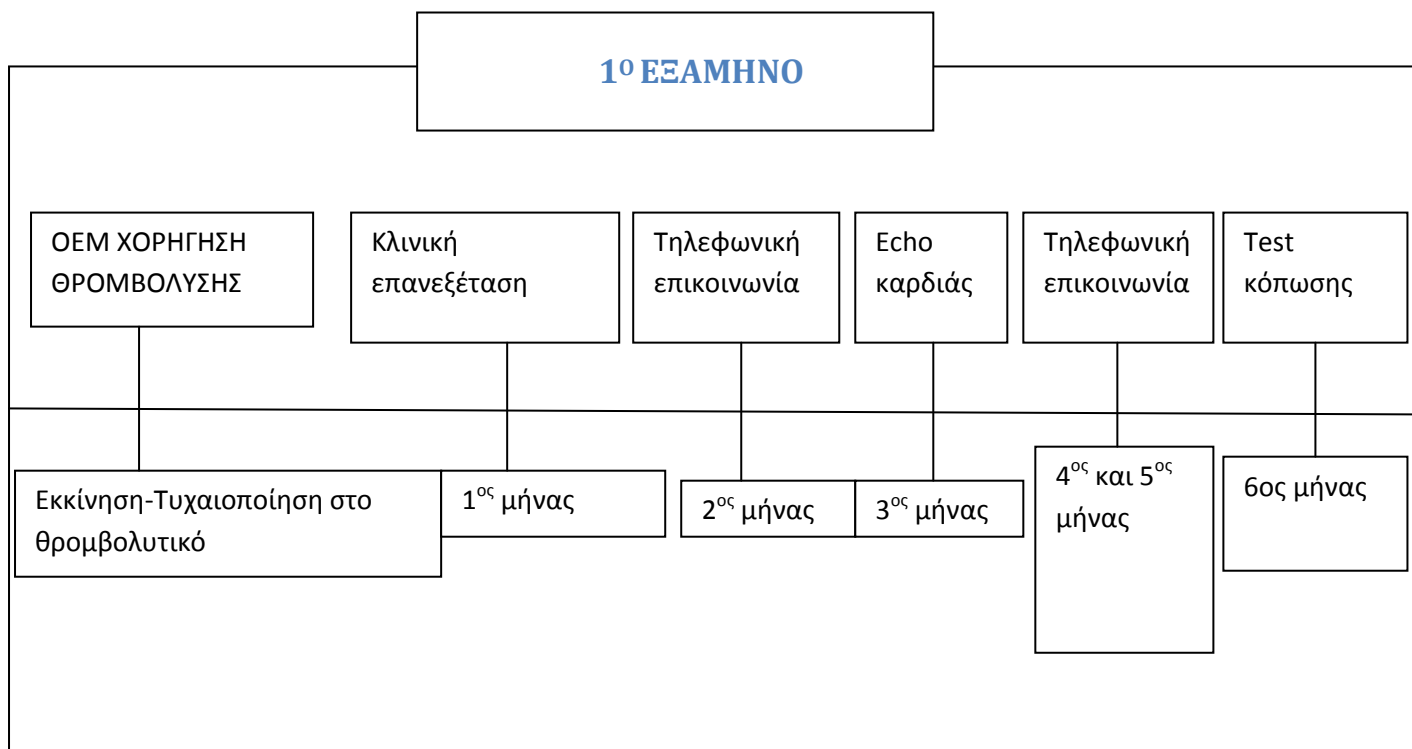 1ᴼ ΕΞΑΜΗΝΟ
ΟΕΜ ΧΟΡΗΓΗΣΗ
ΘΡΟΜΒΟΛΥΣΗΣ
Κλινική
επανεξέταση
Τηλεφωνική
επικοινωνία
Echo
καρδιάς
Τηλεφωνική
επικοινωνία
Test
κόπωσης
Εκκίνηση-Τυχαιοποίηση στο
θρομβολυτικό
1ος μήνας
2ος μήνας
3ος μήνας
4ος και 5ος
μήνας
6ος μήνας